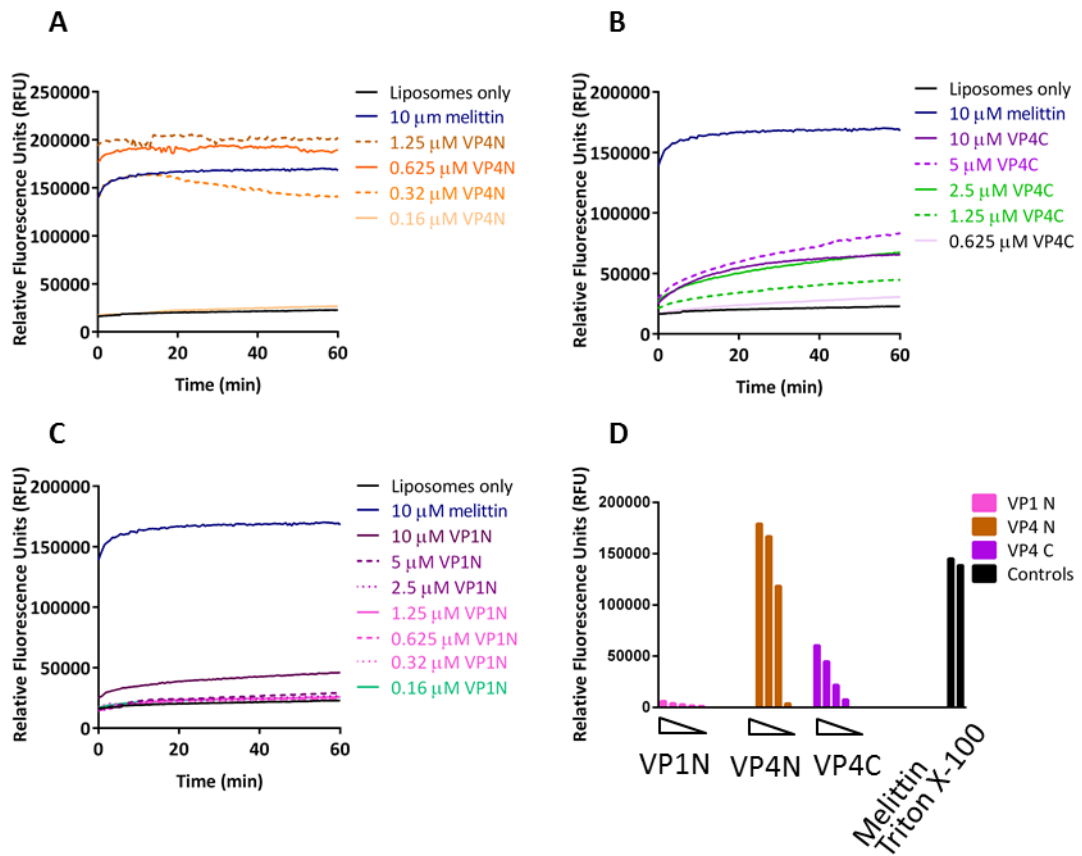 A
Relative Fluorescence Units (RFU)
250000
200000
150000
100000
50000
0
0
20
40
60
Time (min)
Liposomes only
10 μm melittin
1.25 μM VP4N
0.625 μM VP4N
0.32 μM VP4N
0.16 μM VP4N
B
Relative Fluorescence Units (RFU)
200000
150000
100000
50000
0
0
20
40
60
Time (min)
Liposomes only
10 μM melittin
10 μM VP4C
5 μM VP4C
2.5 μM VP4C
1.25 μM VP4C
0.625 μM VP4C
C
Relative Fluorescence Units (RFU)
200000
150000
100000
50000
0
0
20
40
60
Time (min)
Liposomes only
10 μM melittin
10 μM VP1N
5 μM VP1N
2.5 μM VP1N
1.25 μM VP1N
0.625 μM VP1N
0.32 μM VP1N
0.16 μM VP1N
D
Relative Fluorescence Units (RFU)
200000
150000
100000
50000
0
VP1N
VP4N
VP4C
Melittin
Triton X-100
VP1 N
VP4 N
VP4 C
Controls